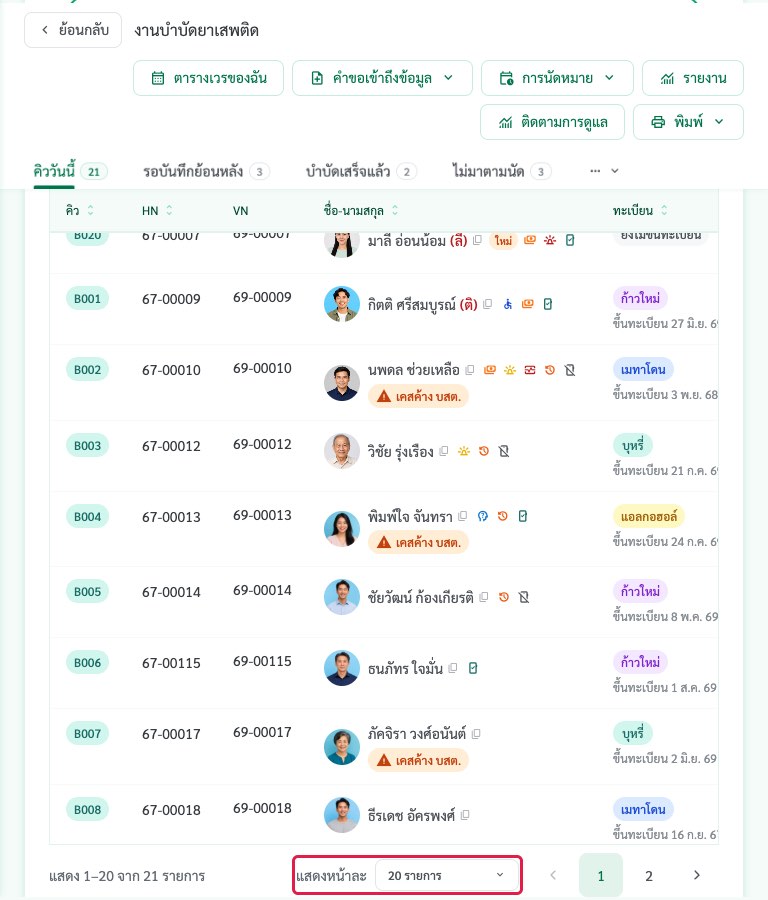 ย้อนกลับ งานบำบัดยาเสพติด
ตารางเวรของฉัน คำขอเข้าถึงข้อมูล การนัดหมาย รายงาน
ติดตามการดูแล พิมพ์
คิววันนี้ 21 รอบันทึกย้อนหลัง 3 บำบัดเสร็จแล้ว 2 ไม่มาตามนัด 3 ...
คิว HN VN ชื่อ-นามสกุล ทะเบียน
B020 67-00007 69-00007 มาลี อ่อนน้อม (ลี) ใหม่ ยังไม่ขึ้นทะเบียน
B001 67-00009 69-00009 กิตติ ศรีสมบูรณ์ (ติ) ก้าวใหม่
ขึ้นทะเบียน 27 มิ.ย.
B002 67-00010 69-00010 นพดล ช่วยเหลือ เมทาโดน
เคสค้าง บสต. ขึ้นทะเบียน 3 พ.ย. 68
B003 67-00012 69-00012 วิชัย รุ่งเรือง บุหรี่
ขึ้นทะเบียน 21 ก.ค.
B004 67-00013 69-00013 พิมพ์ใจ จันทรา แอลกอฮอล์
เคสค้าง บสต. ขึ้นทะเบียน 24 ก.ค.
B005 67-00014 69-00014 ชัยวัฒน์ ก้องเกียรติ ก้าวใหม่
ขึ้นทะเบียน 8 พ.ค. 69
B006 67-00115 69-00115 ธนภัทร ใจมั่น ก้าวใหม่
ขึ้นทะเบียน 1 ส.ค. 69
B007 67-00017 69-00017 ภัคจิรา วงศ์อนันต์ บุหรี่
เคสค้าง บสต. ขึ้นทะเบียน 2 มิ.ย. 69
B008 67-00018 69-00018 ธีรเดช อัครพงศ์ เมทาโดน
ขึ้นทะเบียน 16 ก.ย.
แสดง 1–20 จาก 21 รายการ แสดงหน้าละ 20 รายการ 1 2